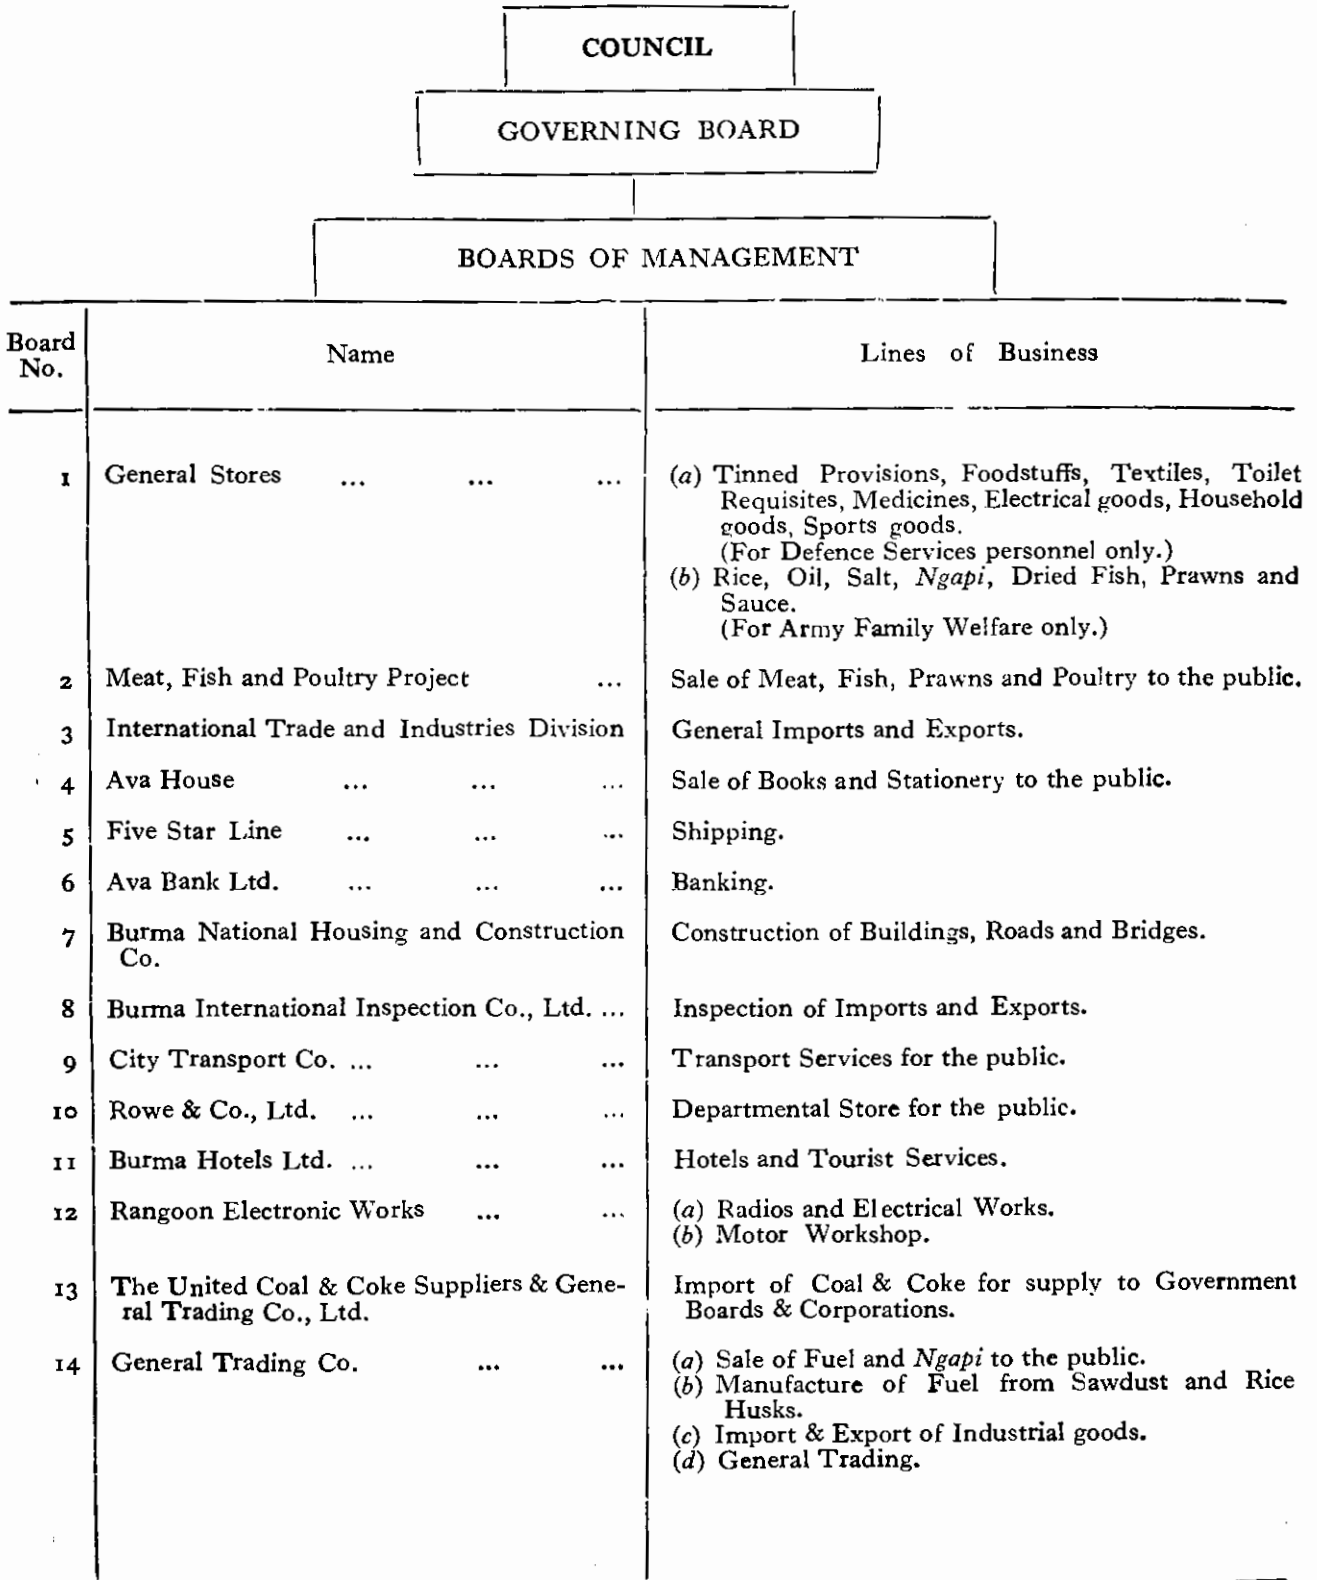 COUNCIL
GOVERNING BOARD
BOARDS OF MANAGEMENT
Board No.
Name
Lines of Business
1 General Stores ... ... ... (a) Tinned Provisions, Foodstuffs, Textiles, Toilet
Requisites, Medicines, Electrical goods, Household
goods, Sports goods.
(For Defence Services personnel only.)
(b) Rice, Oil, Salt, Ngapi, Dried Fish, Prawns and
Sauce.
(For Army Family Welfare only.)
2 Meat, Fish and Poultry Project ... Sale of Meat, Fish, Prawns and Poultry to the public.
3 International Trade and Industries Division General Imports and Exports.
4 Ava House ... ... ... Sale of Books and Stationery to the public.
5 Five Star Line ... ... ... Shipping.
6 Ava Bank Ltd. ... ... ... Banking.
7 Burma National Housing and Construction Construction of Buildings, Roads and Bridges.
Co.
8 Burma International Inspection Co., Ltd. ... Inspection of Imports and Exports.
9 City Transport Co. ... ... ... Transport Services for the public.
10 Rowe & Co., Ltd. ... ... ... Departmental Store for the public.
11 Burma Hotels Ltd. ... ... ... Hotels and Tourist Services.
12 Rangoon Electronic Works ... ... (a) Radios and Electrical Works.
(b) Motor Workshop.
13 The United Coal & Coke Suppliers & Gene- Import of Coal & Coke for supply to Government
ral Trading Co., Ltd. Boards & Corporations.
14 General Trading Co. ... ... (a) Sale of Fuel and Ngapi to the public.
(b) Manufacture of Fuel from Sawdust and Rice
Husks.
(c) Import & Export of Industrial goods.
(d) General Trading.